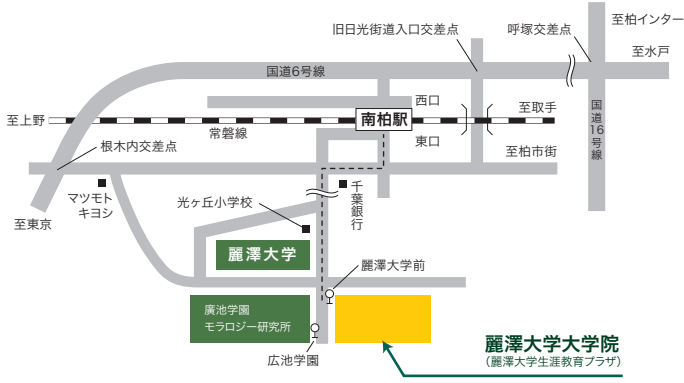 至柏インター
旧日光街道入口交差点
呼塚交差点
至水戸
国道6号線
西口
至取手
国道16号線
至上野
南柏駅
常磐線
東口
根木内交差点
至柏市街
マツモト
キヨシ
千葉銀行
光ヶ丘小学校
至東京
麗澤大学
麗澤大学前
廣池学園
モラロジー研究所
広池学園
麗澤大学大学院
(麗澤大学生涯教育プラザ)